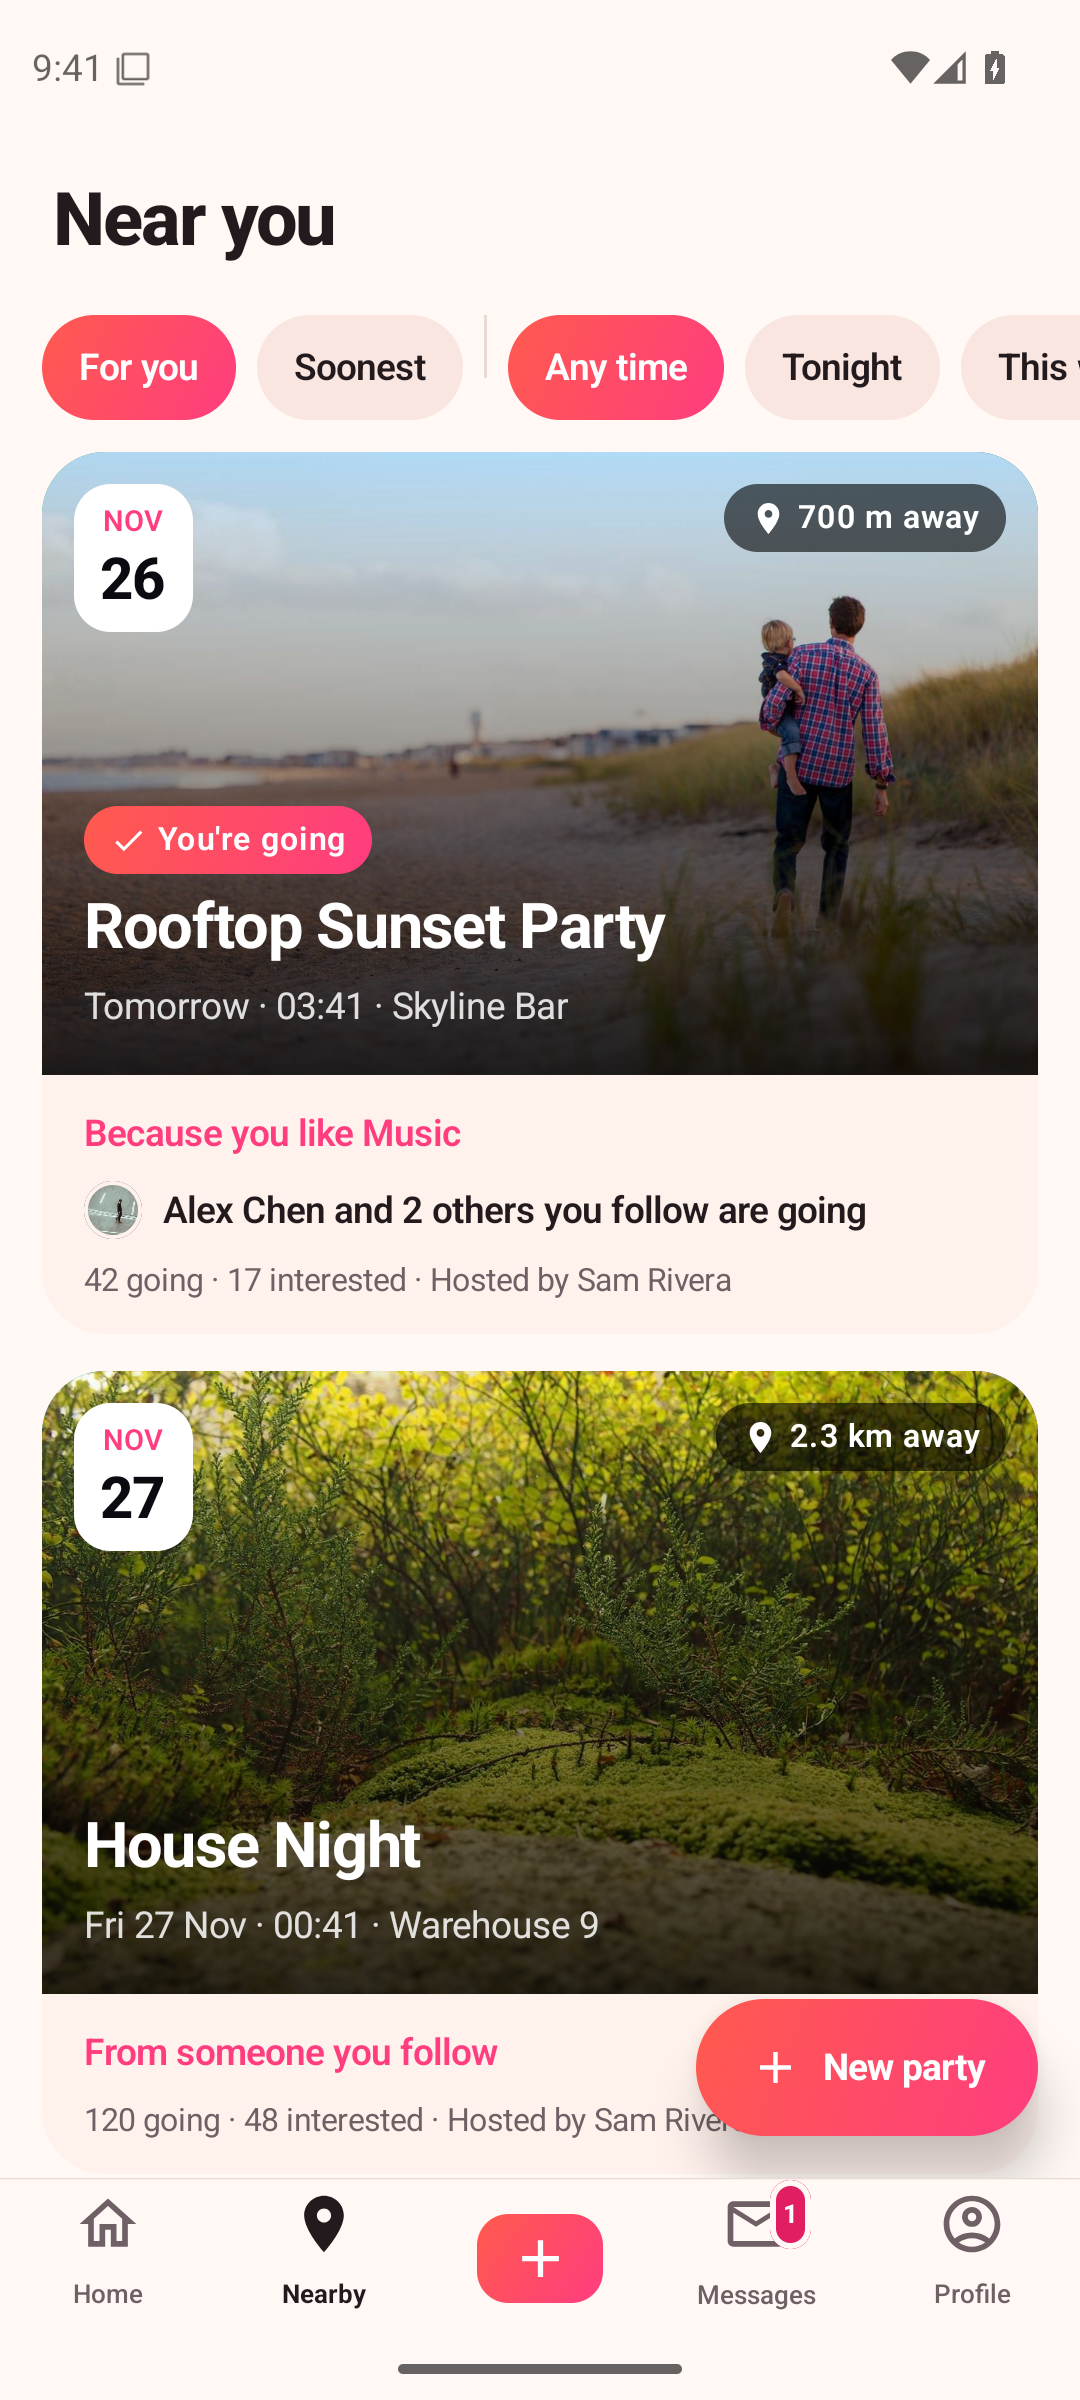 9:41
Near you
For you
Soonest
Any time
Tonight
This
NOV
26
700 m away
You're going
Rooftop Sunset Party
Tomorrow · 03:41 · Skyline Bar
Because you like Music
Alex Chen and 2 others you follow are going
42 going · 17 interested · Hosted by Sam Rivera
NOV
27
2.3 km away
House Night
Fri 27 Nov · 00:41 · Warehouse 9
From someone you follow
120 going · 48 interested · Hosted by Sam
New party
Home
Nearby
1
Messages
Profile